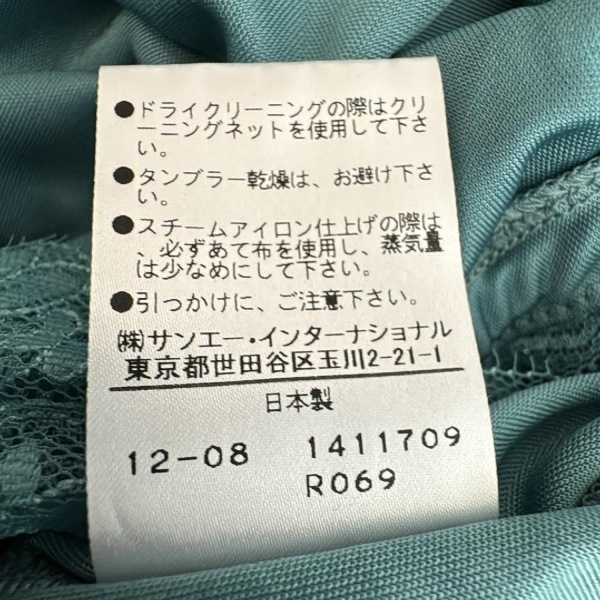 ●ドライクリーニングの際はクリ
ーニングネットを使用して下さ
い。
●タンブラー乾燥は、お避け下さ
い。
●スチームアイロン仕上げの際は
、必ずあて布を使用し、蒸気量
は少なめにして下さい。
●引っかけに、ご注意下さい。
㈱サンエー・インターナショナル
東京都世田谷区玉川2-21-1
日本製
12-08 1411709
R069